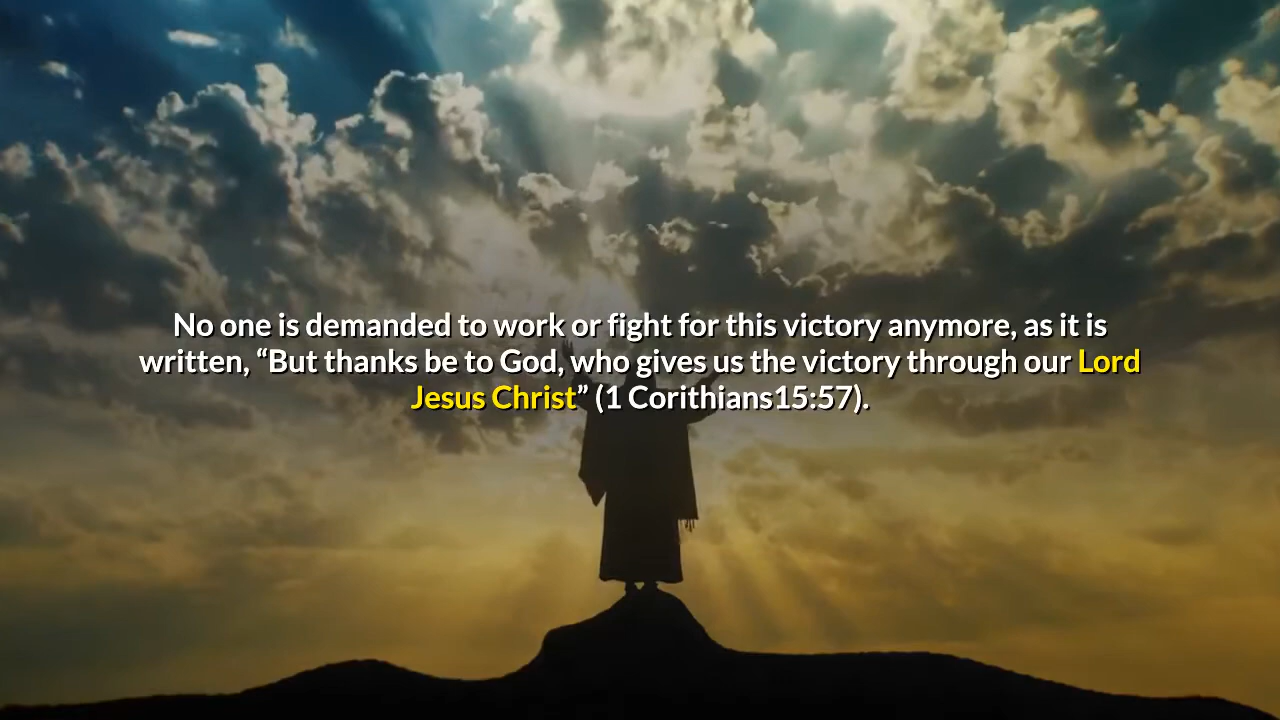 No one is demanded to work or fight for this victory anymore, as it is
written, “But thanks be to God, who gives us the victory through our Lord
Jesus Christ” (1 Corithians15:57).